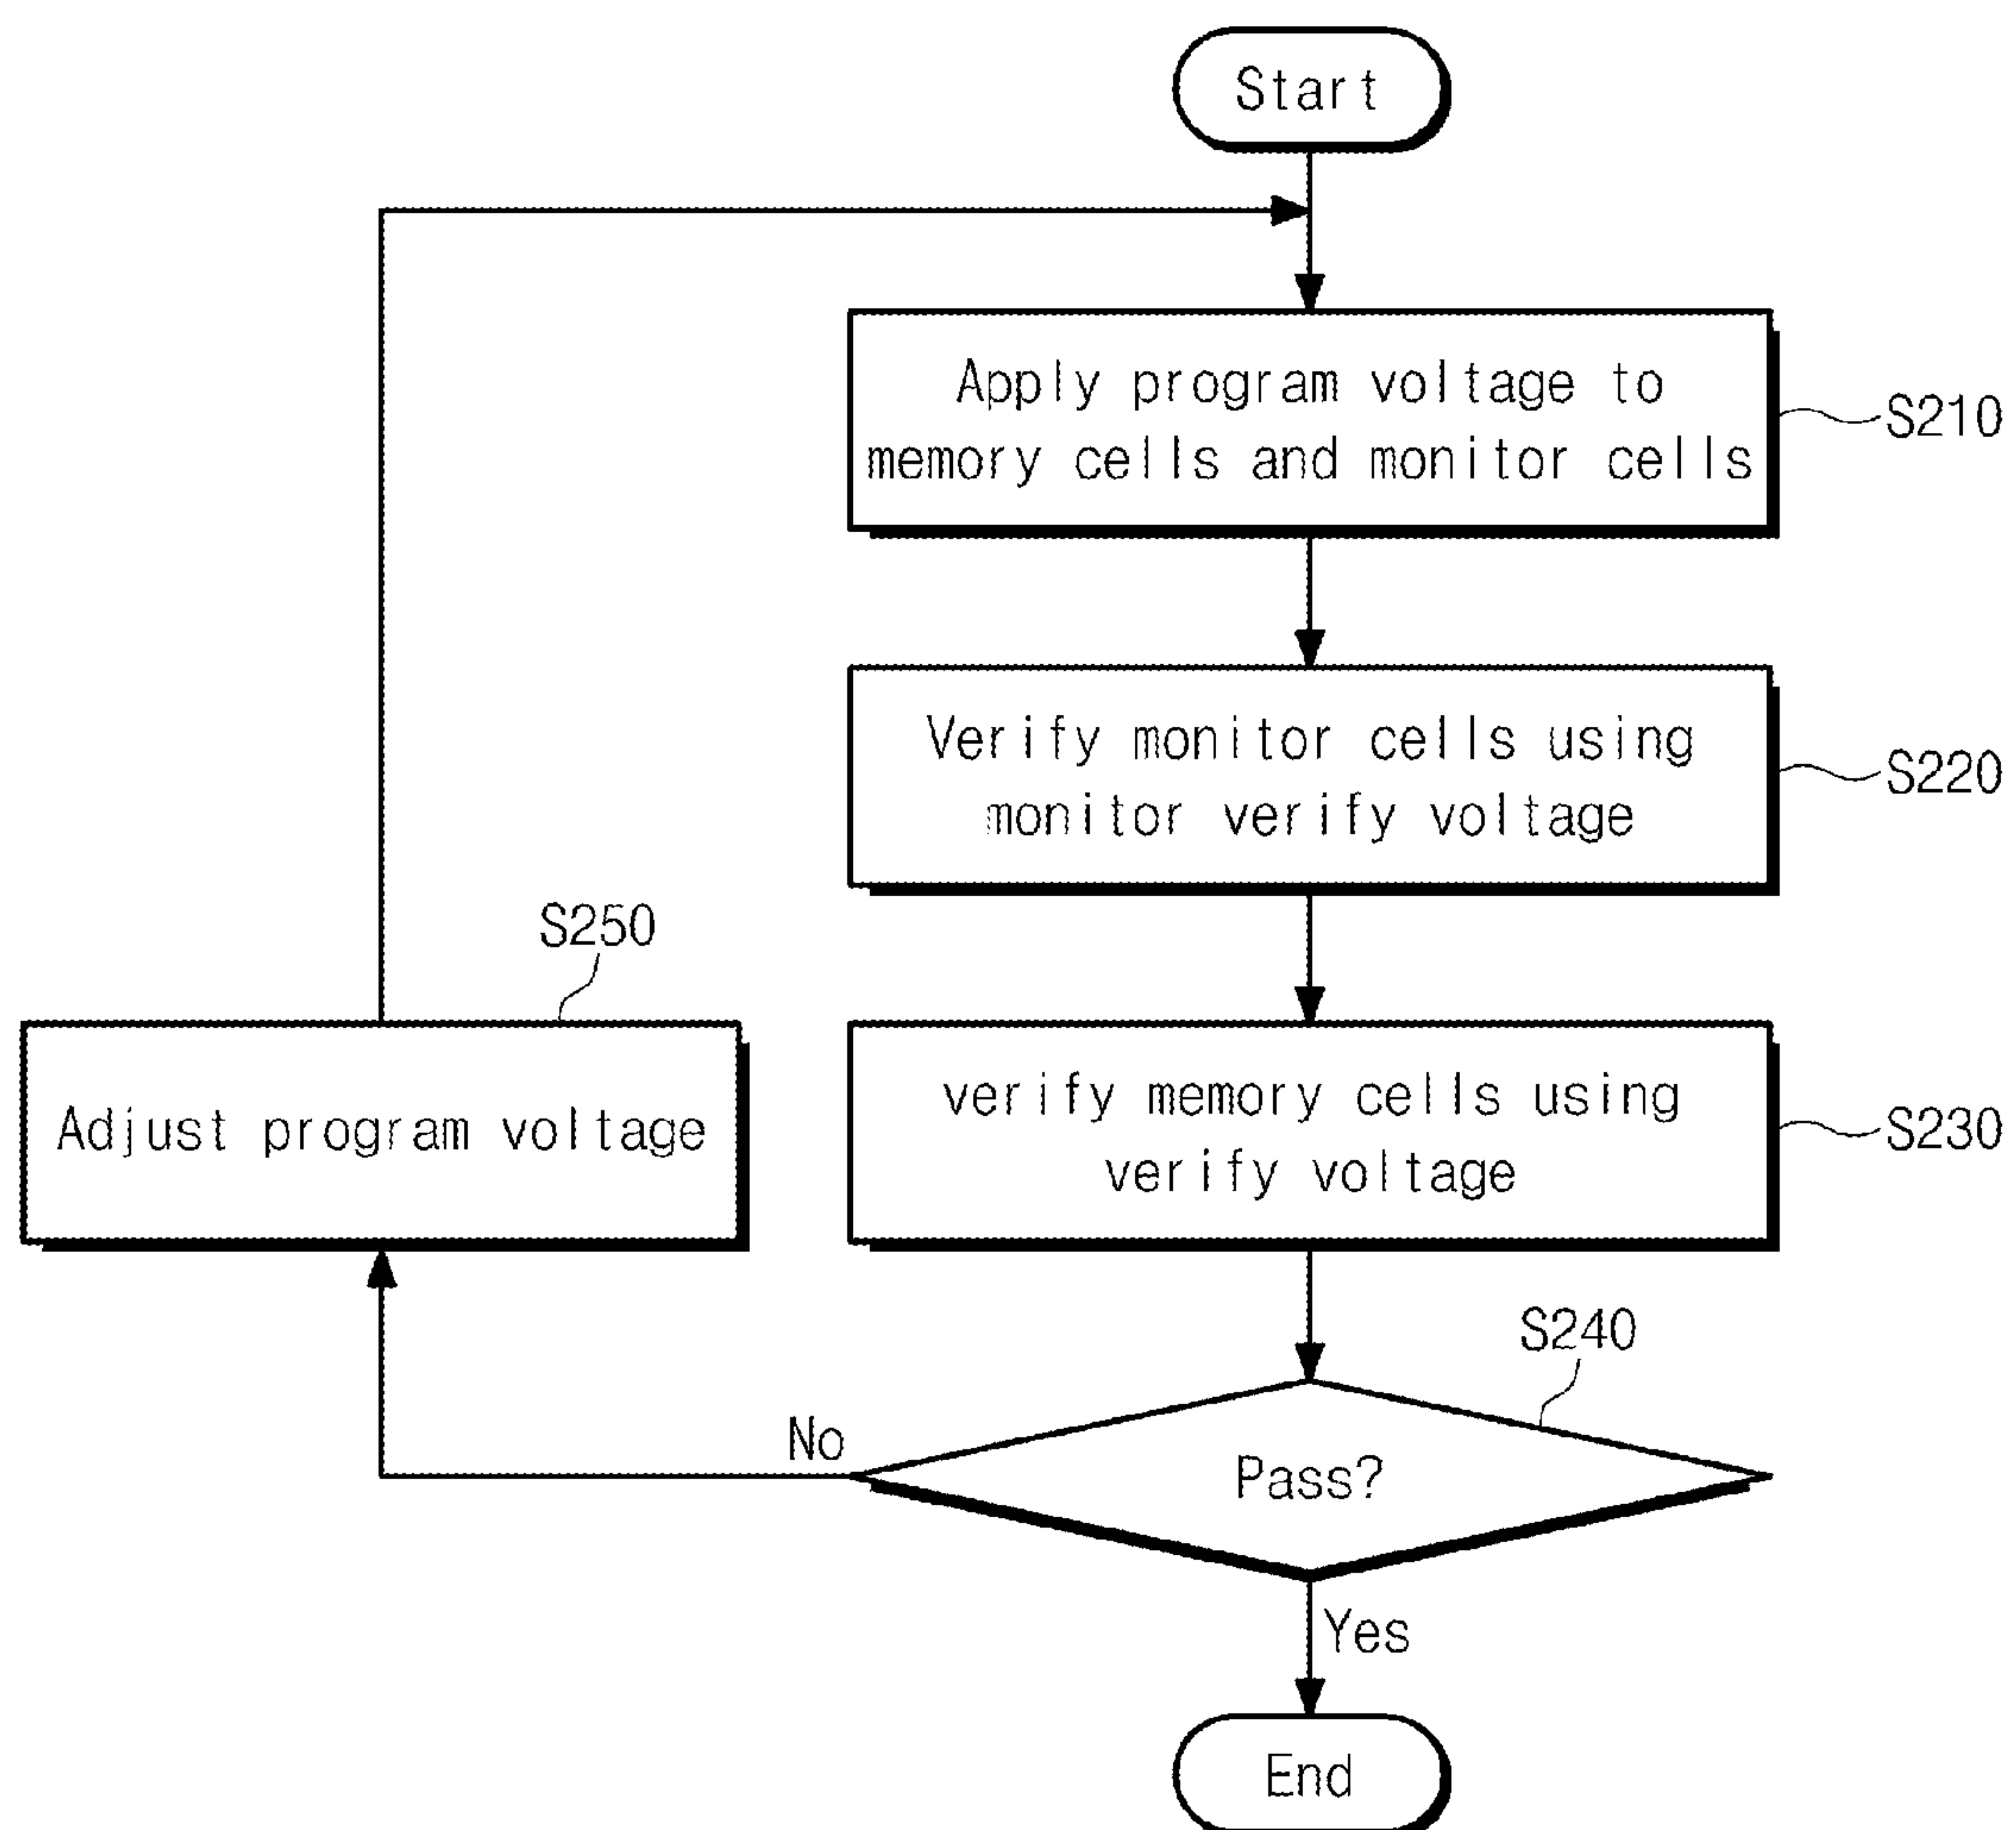 Start
Apply program voltage to
memory cells and monitor cells
S210
Verify monitor cells using
monitor verify voltage
S220
S250
Adjust program voltage
verify memory cells using
verify voltage
S230
S240
No
Pass?
Yes
End